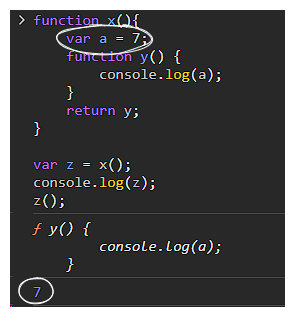 > function x(){
var a = 7;
function y() {
console.log(a);
}
return y;
}
var z = x();
console.log(z);
z();
ƒ y() {
console.log(a);
}
7